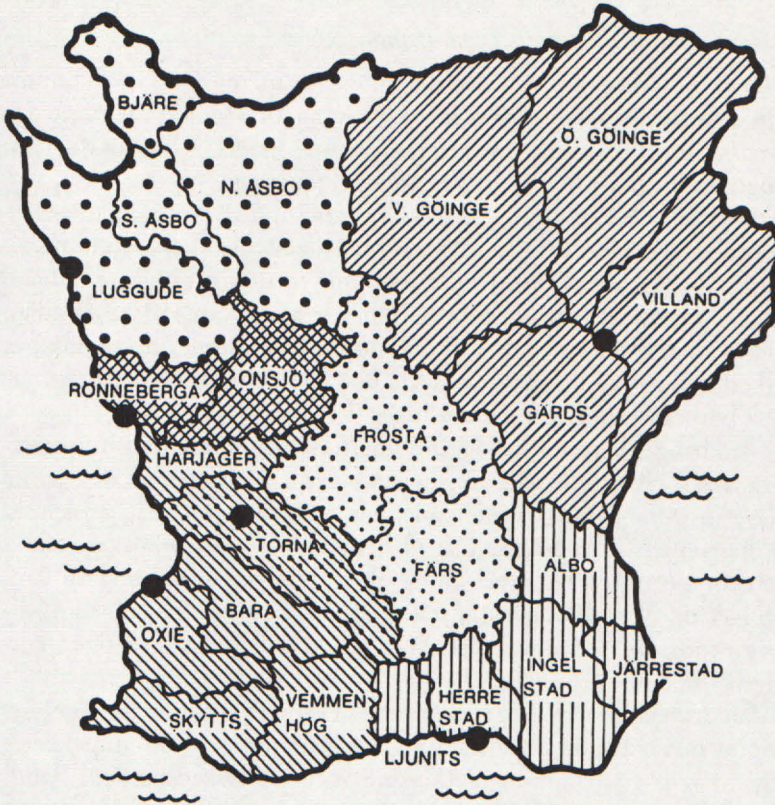 BJÄRE
Ö. GÖINGE
N. ÅSBO
V. GÖINGE
S. ÅSBO
LUGGUDE
VILLAND
ONSJÖ
RÖNNEBERGA
GÄRDS
FROSTA
HARJAGER
TORNA
FÄRS
ALBO
BARA
OXIE
INGEL
STAD
JÄRRESTAD
VEMMEN
HÖG
HERRE
STAD
SKYTTS
LJUNITS